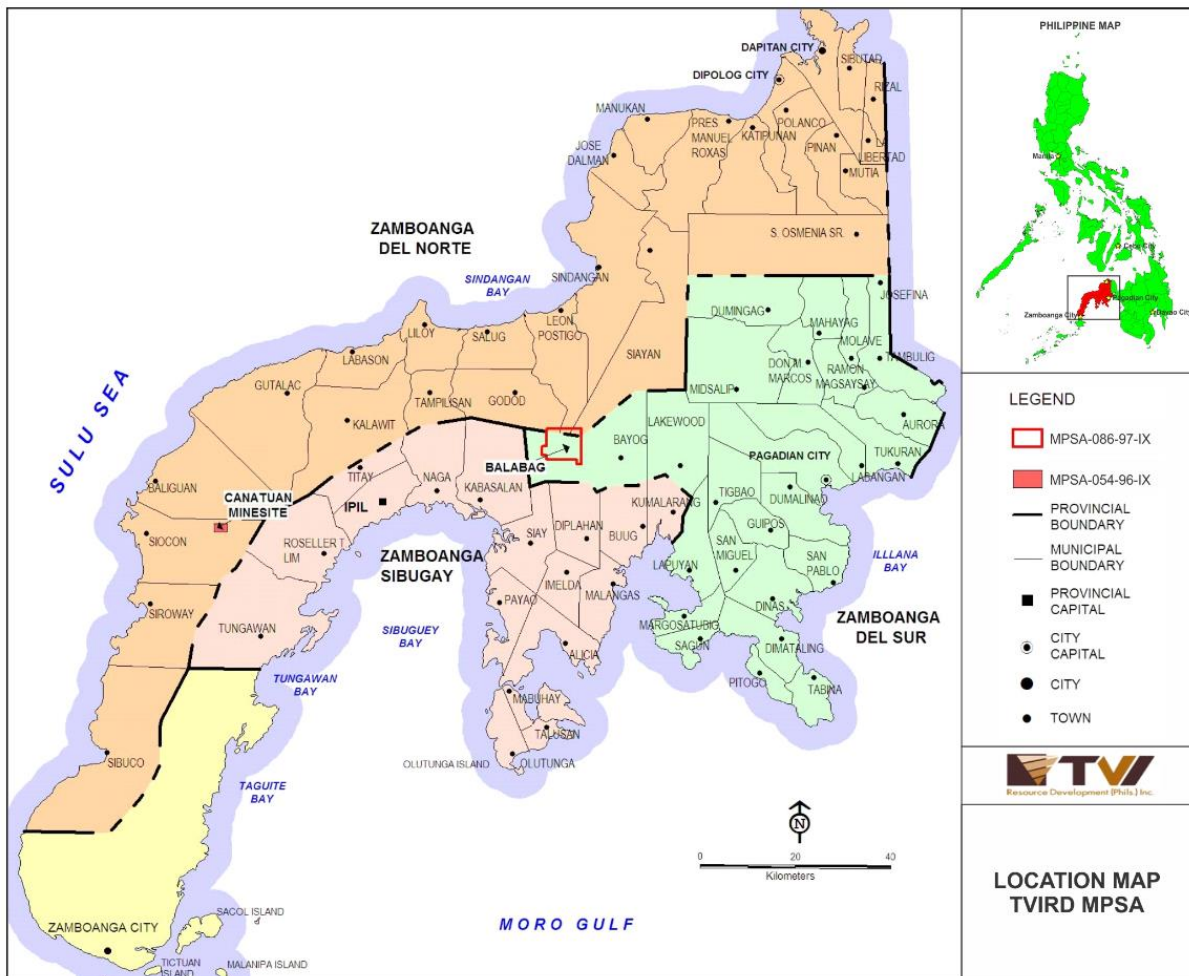 DAPITAN CITY
SIBUTAD
DIPOLOG CITY
RIZAL
MANUKAN
PRES
MANUEL
ROXAS
KATIPUNAN
POLANCO
PINAN
LA
LIBERTAD
MUTIA
JOSE
DALMAN
ZAMBOANGA
DEL NORTE
S. OSMENIA SR.
SINDANGAN
BAY
SINDANGAN
JOSEFINA
DUMINGAG
MAHAYAG
MOLAVE
LEON
POSTIGO
LILOY
SALUG
SIAYAN
LABASON
DON M
MARCOS
RAMON
MAGSAYSAY
TAMBULIG
GUTALAC
MIDSALIP
TAMPILISAN
GODOD
KALAWIT
LAKEWOOD
AURORA
SULU SEA
BAYOG
TUKURAN
BALABAG
PAGADIAN CITY
LABANGAN
TITAY
NAGA
KABASALAN
BALIGUAN
CANATUAN
MINESITE
IPIL
KUMALARANG
TIGBAO
DUMALINAO
SIOCON
ROSELLER T
LIM
ZAMBOANGA
SIBUGAY
SIAY
DIPLAHAN
BUUG
GUIPOS
SAN
MIGUEL
SAN
PABLO
ILLLANA
BAY
LAPUYAN
IMELDA
MALANGAS
PAYAO
SIROWAY
DINAS
ZAMBOANGA
DEL SUR
MARGOSATUBIG
SAGUN
TUNGAWAN
SIBUGUEY
BAY
ALICIA
DIMATALING
PITOGO
TABINA
TUNGAWAN
BAY
MABUHAY
TALUSAN
OLUTUNGA ISLAND
OLUTUNGA
SIBUCO
TAGUITE
BAY
N
0 20 40
Kilometers
SACOL ISLAND
ZAMBOANGA CITY
MORO GULF
TICTUAN
ISLAND
MALANIPA ISLAND
PHILIPPINE MAP
Manila
Cebu City
Pagadian City
Zamboanga City
Davao City
LEGEND
MPSA-086-97-IX
MPSA-054-96-IX
PROVINCIAL
BOUNDARY
MUNICIPAL
BOUNDARY
PROVINCIAL
CAPITAL
CITY
CAPITAL
CITY
TOWN
TVI
Resource Development (Phils.) Inc.
LOCATION MAP
TVIRD MPSA